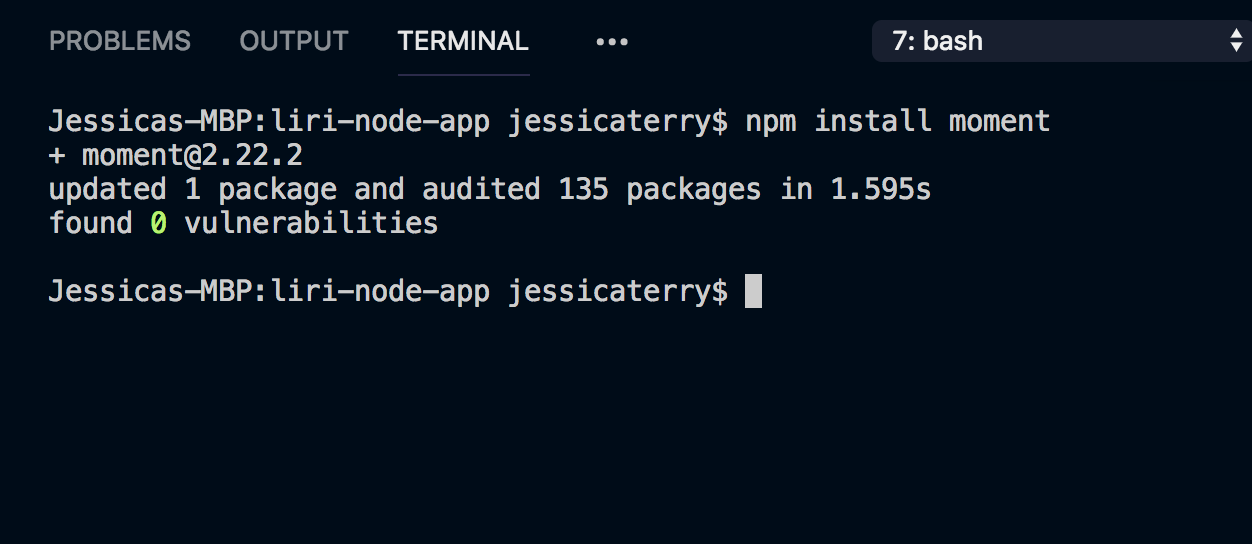 PROBLEMS OUTPUT TERMINAL ••• 7: bash
Jessicas-MBP:liri-node-app jessicaterry$ npm install moment
+ moment@2.22.2
updated 1 package and audited 135 packages in 1.595s
found 0 vulnerabilities
Jessicas-MBP:liri-node-app jessicaterry$